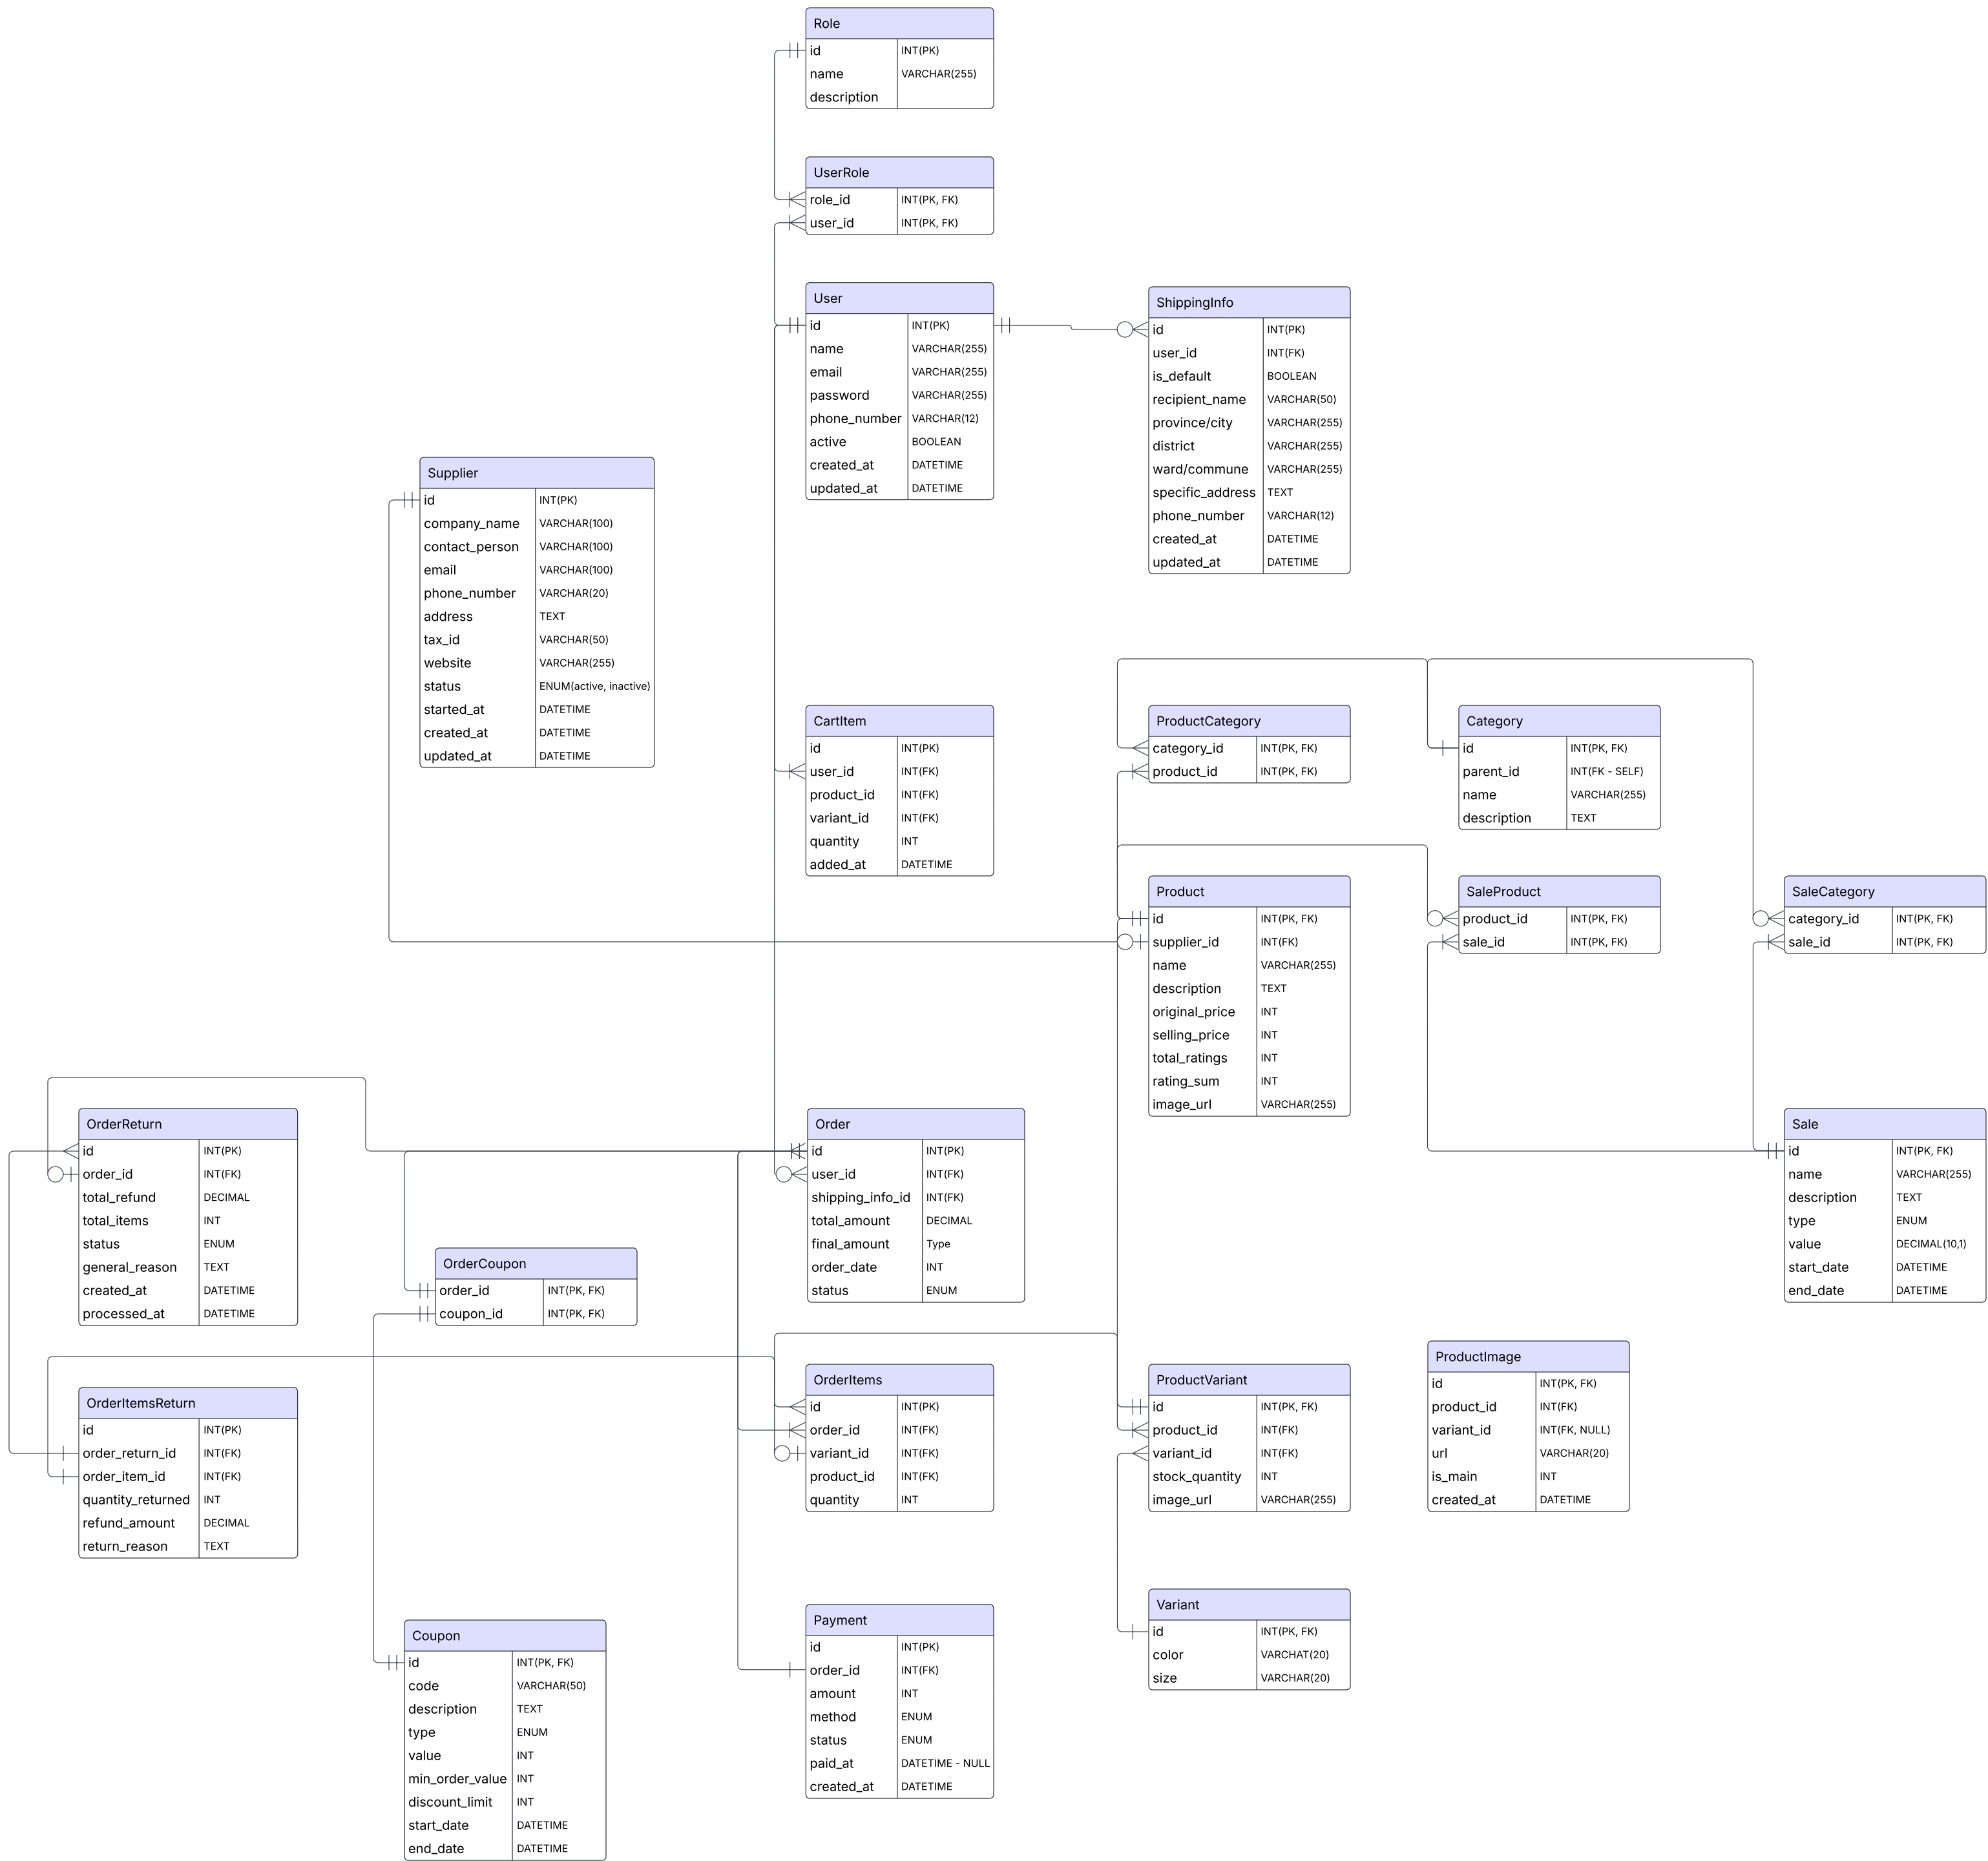 Role
id INT(PK)
name VARCHAR(255)
description
UserRole
role_id INT(PK, FK)
user_id INT(PK, FK)
User
id INT(PK)
name VARCHAR(255)
email VARCHAR(255)
password VARCHAR(255)
phone_number VARCHAR(12)
active BOOLEAN
created_at DATETIME
updated_at DATETIME
ShippingInfo
id INT(PK)
user_id INT(FK)
is_default BOOLEAN
recipient_name VARCHAR(50)
province/city VARCHAR(255)
district VARCHAR(255)
ward/commune VARCHAR(255)
specific_address TEXT
phone_number VARCHAR(12)
created_at DATETIME
updated_at DATETIME
Supplier
id INT(PK)
company_name VARCHAR(100)
contact_person VARCHAR(100)
email VARCHAR(100)
phone_number VARCHAR(20)
address TEXT
tax_id VARCHAR(50)
website VARCHAR(255)
status ENUM(active, inactive)
started_at DATETIME
created_at DATETIME
updated_at DATETIME
CartItem
id INT(PK)
user_id INT(FK)
product_id INT(FK)
variant_id INT(FK)
quantity INT
added_at DATETIME
ProductCategory
category_id INT(PK, FK)
product_id INT(PK, FK)
Category
id INT(PK, FK)
parent_id INT(FK - SELF)
name VARCHAR(255)
description TEXT
Product
id INT(PK, FK)
supplier_id INT(FK)
name VARCHAR(255)
description TEXT
original_price INT
selling_price INT
total_ratings INT
rating_sum INT
image_url VARCHAR(255)
SaleProduct
product_id INT(PK, FK)
sale_id INT(PK, FK)
SaleCategory
category_id INT(PK, FK)
sale_id INT(PK, FK)
OrderReturn
id INT(PK)
order_id INT(FK)
total_refund DECIMAL
total_items INT
status ENUM
general_reason TEXT
created_at DATETIME
processed_at DATETIME
Order
id INT(PK)
user_id INT(FK)
shipping_info_id INT(FK)
total_amount DECIMAL
final_amount Type
order_date INT
status ENUM
Sale
id INT(PK, FK)
name VARCHAR(255)
description TEXT
type ENUM
value DECIMAL(10,1)
start_date DATETIME
end_date DATETIME
OrderCoupon
order_id INT(PK, FK)
coupon_id INT(PK, FK)
OrderItemsReturn
id INT(PK)
order_return_id INT(FK)
order_item_id INT(FK)
quantity_returned INT
refund_amount DECIMAL
return_reason TEXT
OrderItems
id INT(PK)
order_id INT(FK)
variant_id INT(FK)
product_id INT(FK)
quantity INT
ProductVariant
id INT(PK, FK)
product_id INT(FK)
variant_id INT(FK)
stock_quantity INT
image_url VARCHAR(255)
ProductImage
id INT(PK, FK)
product_id INT(FK)
variant_id INT(FK, NULL)
url VARCHAR(20)
is_main INT
created_at DATETIME
Coupon
id INT(PK, FK)
code VARCHAR(50)
description TEXT
type ENUM
value INT
min_order_value INT
discount_limit INT
start_date DATETIME
end_date DATETIME
Payment
id INT(PK)
order_id INT(FK)
amount INT
method ENUM
status ENUM
paid_at DATETIME - NULL
created_at DATETIME
Variant
id INT(PK, FK)
color VARCHAT(20)
size VARCHAR(20)